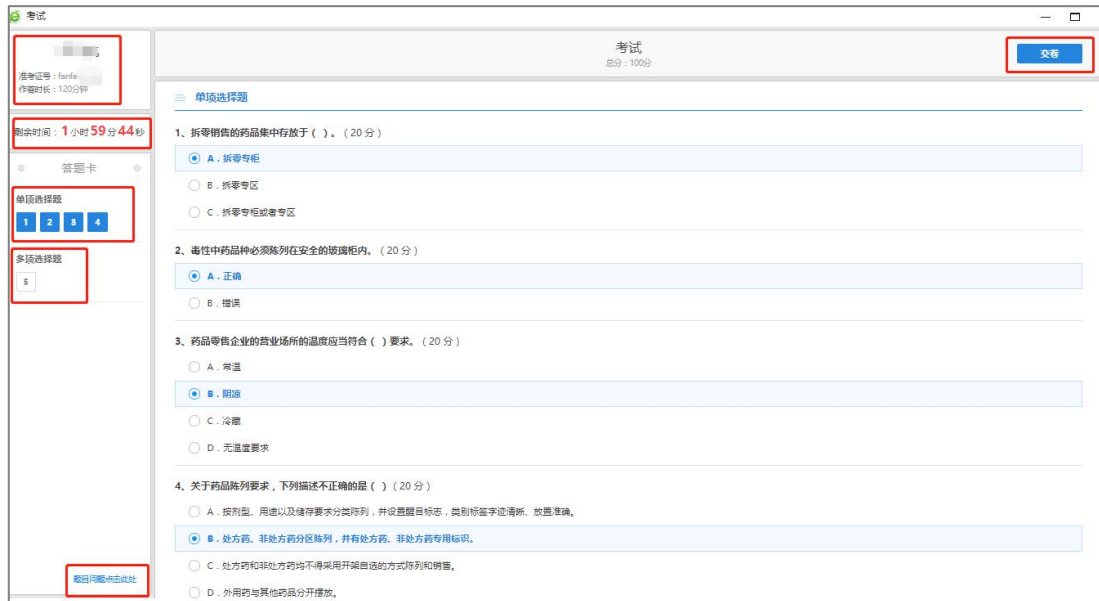 考试
准考证号：fanfe
作答时长：120分钟
剩余时间：1小时59分44秒
答题卡
单项选择题
1 2 3 4
多项选择题
5
题目问题点击此处
考试
总分：100分
交卷
单项选择题
1、拆零销售的药品集中存放于（ ）。（20 分）
A．拆零专柜
B．拆零专区
C．拆零专柜或者专区
2、毒性中药品种必须陈列在安全的玻璃柜内。（20 分）
A．正确
B．错误
3、药品零售企业的营业场所的温度应当符合（ ）要求。（20 分）
A．常温
B．阴凉
C．冷藏
D．无温度要求
4、关于药品陈列要求，下列描述不正确的是（ ）（20 分）
A．按剂型、用途以及储存要求分类陈列，并设置醒目标志，类别标签字迹清晰、放置准确。
B．处方药、非处方药分区陈列，并有处方药、非处方药专用标识。
C．处方药和非处方药均不得采用开架自选的方式陈列和销售。
D．外用药与其他药品分开摆放。